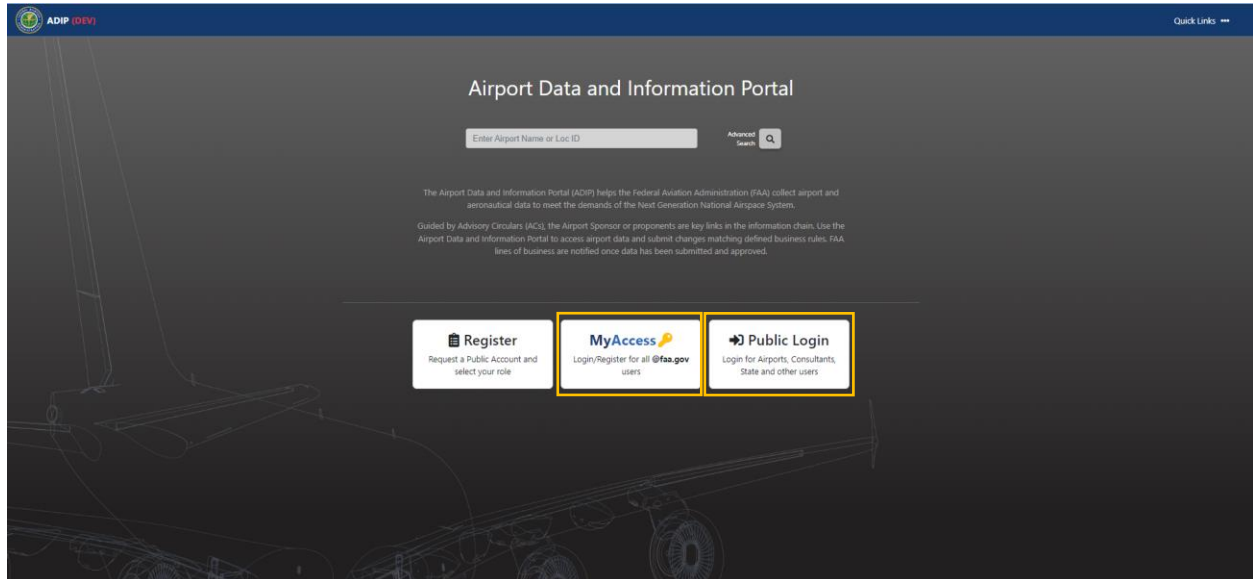 ADIP (DEV)
Quick Links •••
Airport Data and Information Portal
Enter Airport Name or Loc ID
Advanced
Search
The Airport Data and Information Portal (ADIP) helps the Federal Aviation Administration (FAA) collect airport and
aeronautical data to meet the demands of the Next Generation National Airspace System.
Guided by Advisory Circulars (ACs), the Airport Sponsor or proponents are key links in the information chain. Use the
Airport Data and Information Portal to access airport data and submit changes matching defined business rules. FAA
lines of business are notified once data has been submitted and approved.
Register
Request a Public Account and
select your role
MyAccess
Login/Register for all @faa.gov
users
Public Login
Login for Airports, Consultants,
State and other users